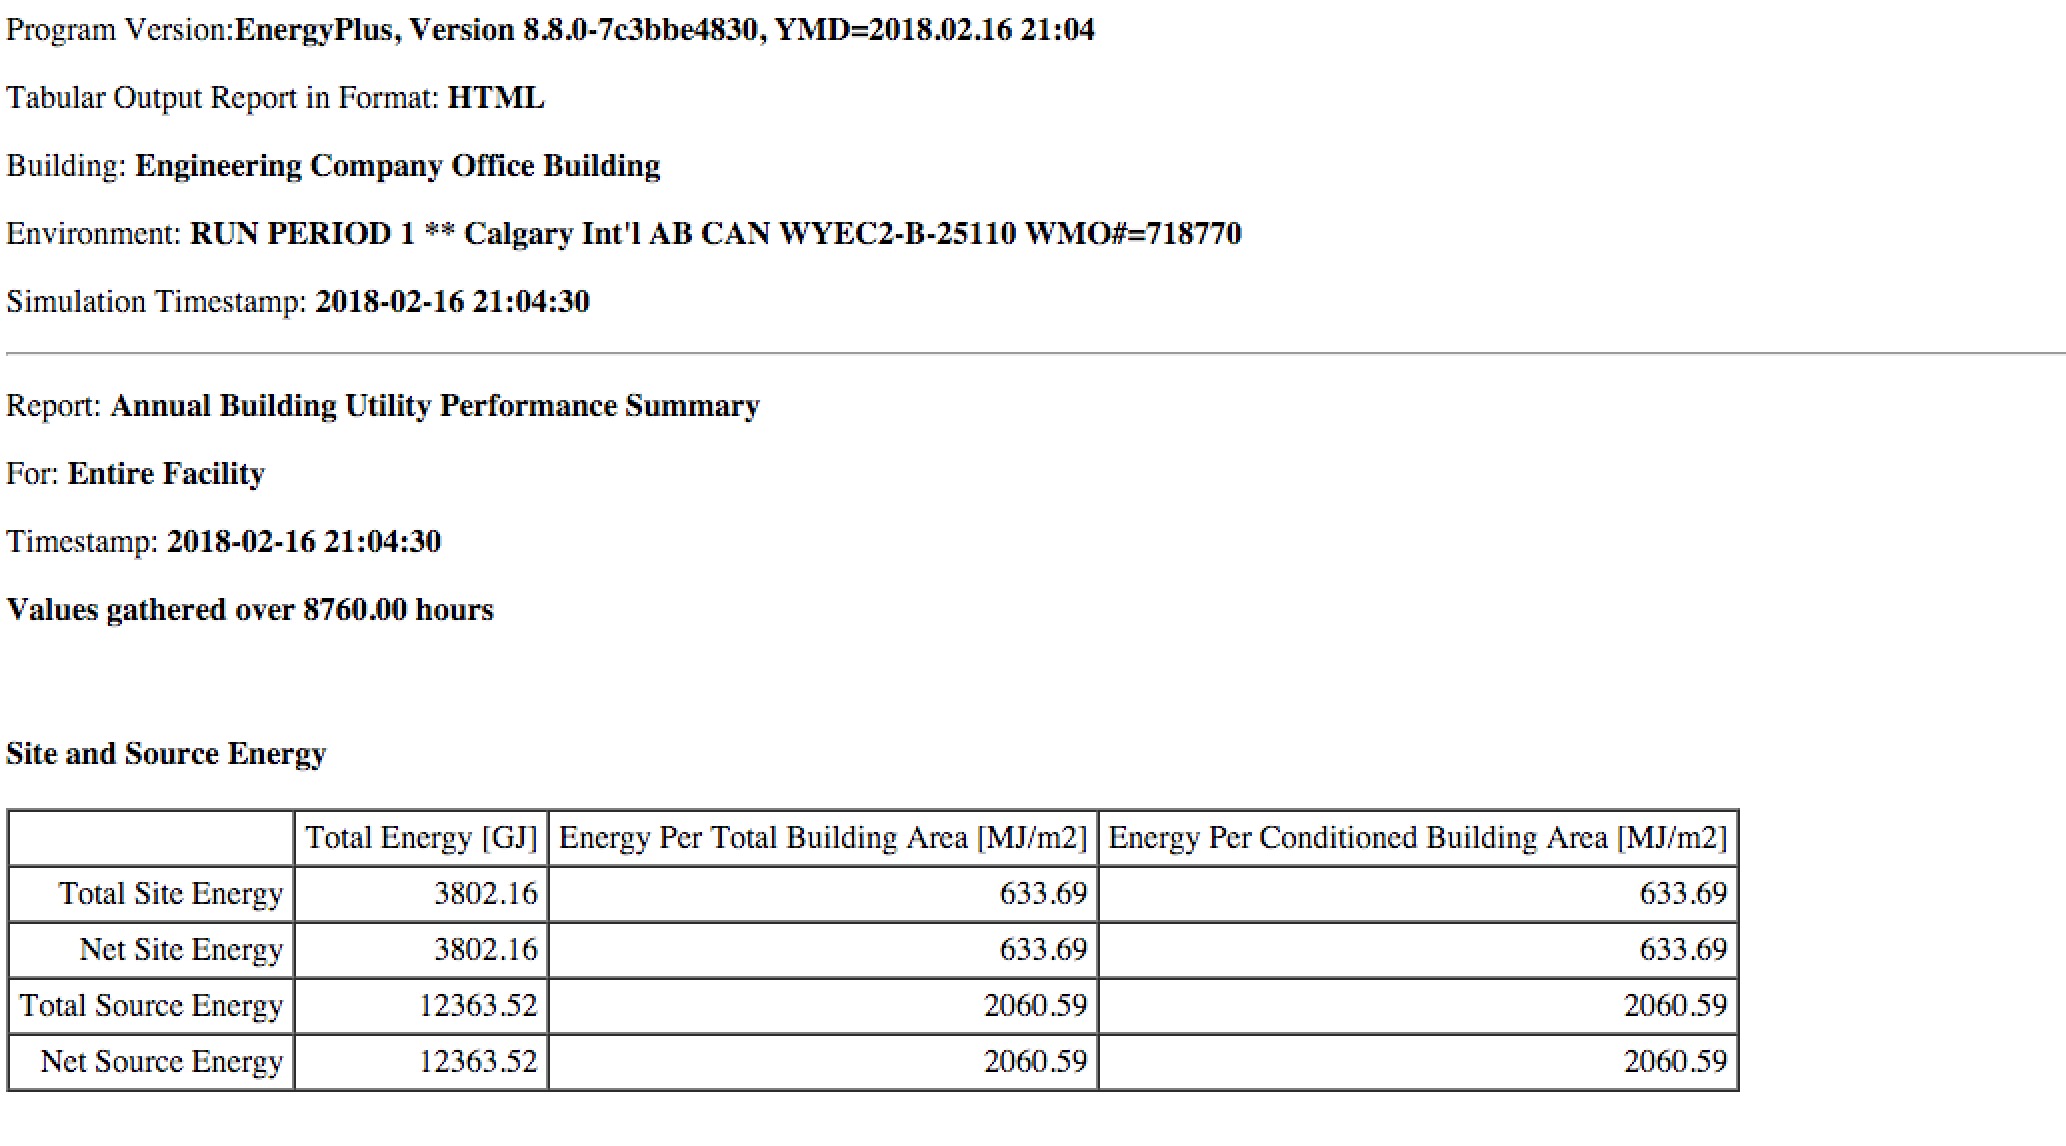 Program Version:EnergyPlus, Version 8.8.0-7c3bbe4830, YMD=2018.02.16 21:04
Tabular Output Report in Format: HTML
Building: Engineering Company Office Building
Environment: RUN PERIOD 1 ** Calgary Int'l AB CAN WYEC2-B-25110 WMO#=718770
Simulation Timestamp: 2018-02-16 21:04:30
Report: Annual Building Utility Performance Summary
For: Entire Facility
Timestamp: 2018-02-16 21:04:30
Values gathered over 8760.00 hours
Site and Source Energy
Total Energy [GJ] Energy Per Total Building Area [MJ/m2] Energy Per Conditioned Building Area [MJ/m2]
Total Site Energy 3802.16 633.69 633.69
Net Site Energy 3802.16 633.69 633.69
Total Source Energy 12363.52 2060.59 2060.59
Net Source Energy 12363.52 2060.59 2060.59